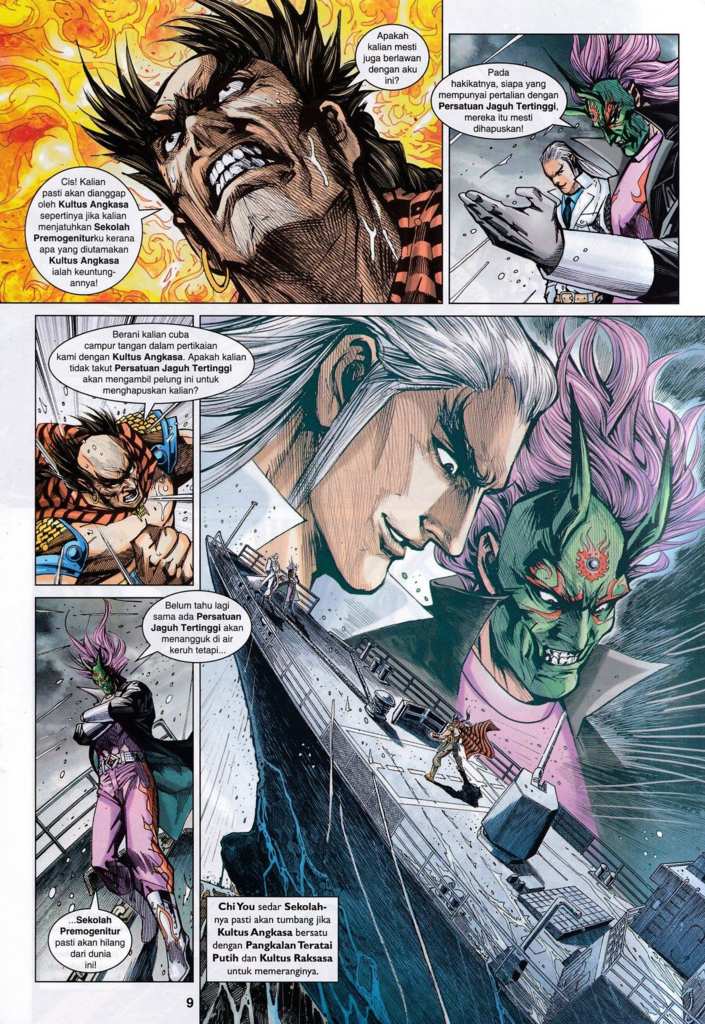 Apakah
kalian mesti
juga berlawan
dengan aku
ini?
Cis! Kalian
pasti akan dianggap
oleh Kultus Angkasa
sepertinya jika kalian
menjatuhkan Sekolah
Premogeniturku kerana
apa yang diutamakan
Kultus Angkasa
ialah keuntung-
annya!
Pada
hakikatnya, siapa yang
mempunyai pertalian dengan
Persatuan Jaguh Tertinggi,
mereka itu mesti
dihapuskan!
Berani kalian cuba
campur tangan dalam pertikaian
kami dengan Kultus Angkasa. Apakah kalian
tidak takut Persatuan Jaguh Tertinggi
akan mengambil pelung ini untuk
menghapuskan kalian?
Belum tahu lagi
sama ada Persatuan
Jaguh Tertinggi akan
menangguk di air
keruh tetapi...
...Sekolah
Premogenitur
pasti akan hilang
dari dunia
ini!
Chi You sedar Sekolah-
nya pasti akan tumbang jika
Kultus Angkasa bersatu
dengan Pangkalan Teratai
Putih dan Kultus Raksasa
untuk memeranginya.
9